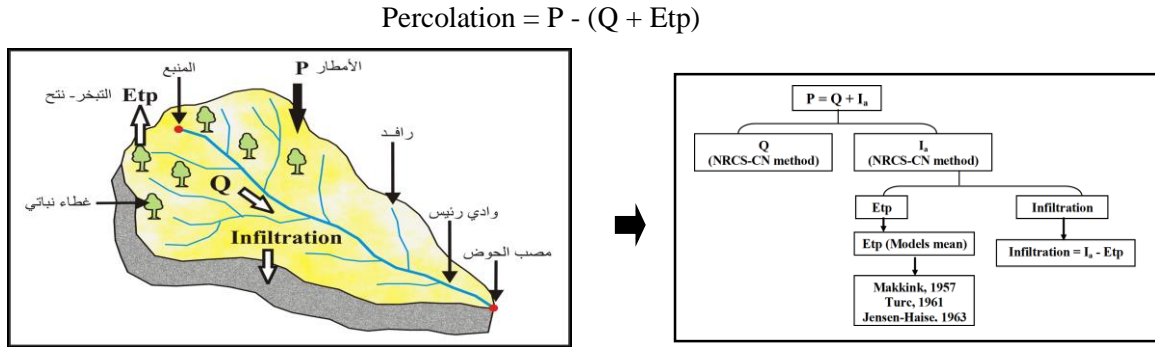 Percolation = P - (Q + Etp)
المنبع
P الأمطار
Etp التبخر- نتح
رافد
Q
غطاء نباتي
وادي رئيس
Infiltration
مصب الحوض
P = Q + Ia
Q
(NRCS-CN method)
Ia
(NRCS-CN method)
Etp
Infiltration
Etp (Models mean)
Infiltration = Ia - Etp
Makkink, 1957
Turc, 1961
Jensen-Haise. 1963